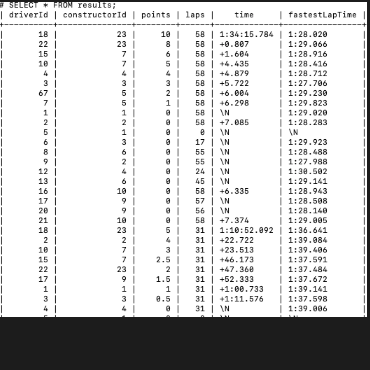 # SELECT * FROM results;
| driverId | constructorId | points | laps | time | fastestLapTime |
| 18 | 23 | 10 | 58 | 1:34:15.784 | 1:28.020 |
| 22 | 23 | 8 | 58 | +0.807 | 1:29.066 |
| 15 | 7 | 6 | 58 | +1.604 | 1:28.916 |
| 10 | 7 | 5 | 58 | +4.435 | 1:28.416 |
| 4 | 4 | 4 | 58 | +4.879 | 1:28.712 |
| 3 | 3 | 3 | 58 | +5.722 | 1:27.706 |
| 67 | 5 | 2 | 58 | +6.004 | 1:29.230 |
| 7 | 5 | 1 | 58 | +6.298 | 1:29.823 |
| 1 | 1 | 0 | 58 | \N | 1:29.020 |
| 2 | 2 | 0 | 58 | +7.085 | 1:28.283 |
| 5 | 1 | 0 | 0 | \N | \N |
| 6 | 3 | 0 | 17 | \N | 1:29.923 |
| 8 | 6 | 0 | 55 | \N | 1:28.488 |
| 9 | 2 | 0 | 55 | \N | 1:27.988 |
| 12 | 4 | 0 | 24 | \N | 1:30.502 |
| 13 | 6 | 0 | 45 | \N | 1:29.141 |
| 16 | 10 | 0 | 58 | +6.335 | 1:28.943 |
| 17 | 9 | 0 | 57 | \N | 1:28.508 |
| 20 | 9 | 0 | 56 | \N | 1:28.140 |
| 21 | 10 | 0 | 58 | +7.374 | 1:29.005 |
| 18 | 23 | 5 | 31 | 1:10:52.092 | 1:36.641 |
| 2 | 2 | 4 | 31 | +22.722 | 1:39.084 |
| 10 | 7 | 3 | 31 | +23.513 | 1:39.406 |
| 15 | 7 | 2.5 | 31 | +46.173 | 1:37.591 |
| 22 | 23 | 2 | 31 | +47.360 | 1:37.484 |
| 17 | 9 | 1.5 | 31 | +52.333 | 1:37.672 |
| 1 | 1 | 1 | 31 | +1:00.733 | 1:39.141 |
| 3 | 3 | 0.5 | 31 | +1:11.576 | 1:37.598 |
| 4 | 4 | 0 | 31 | \N | 1:39.006 |